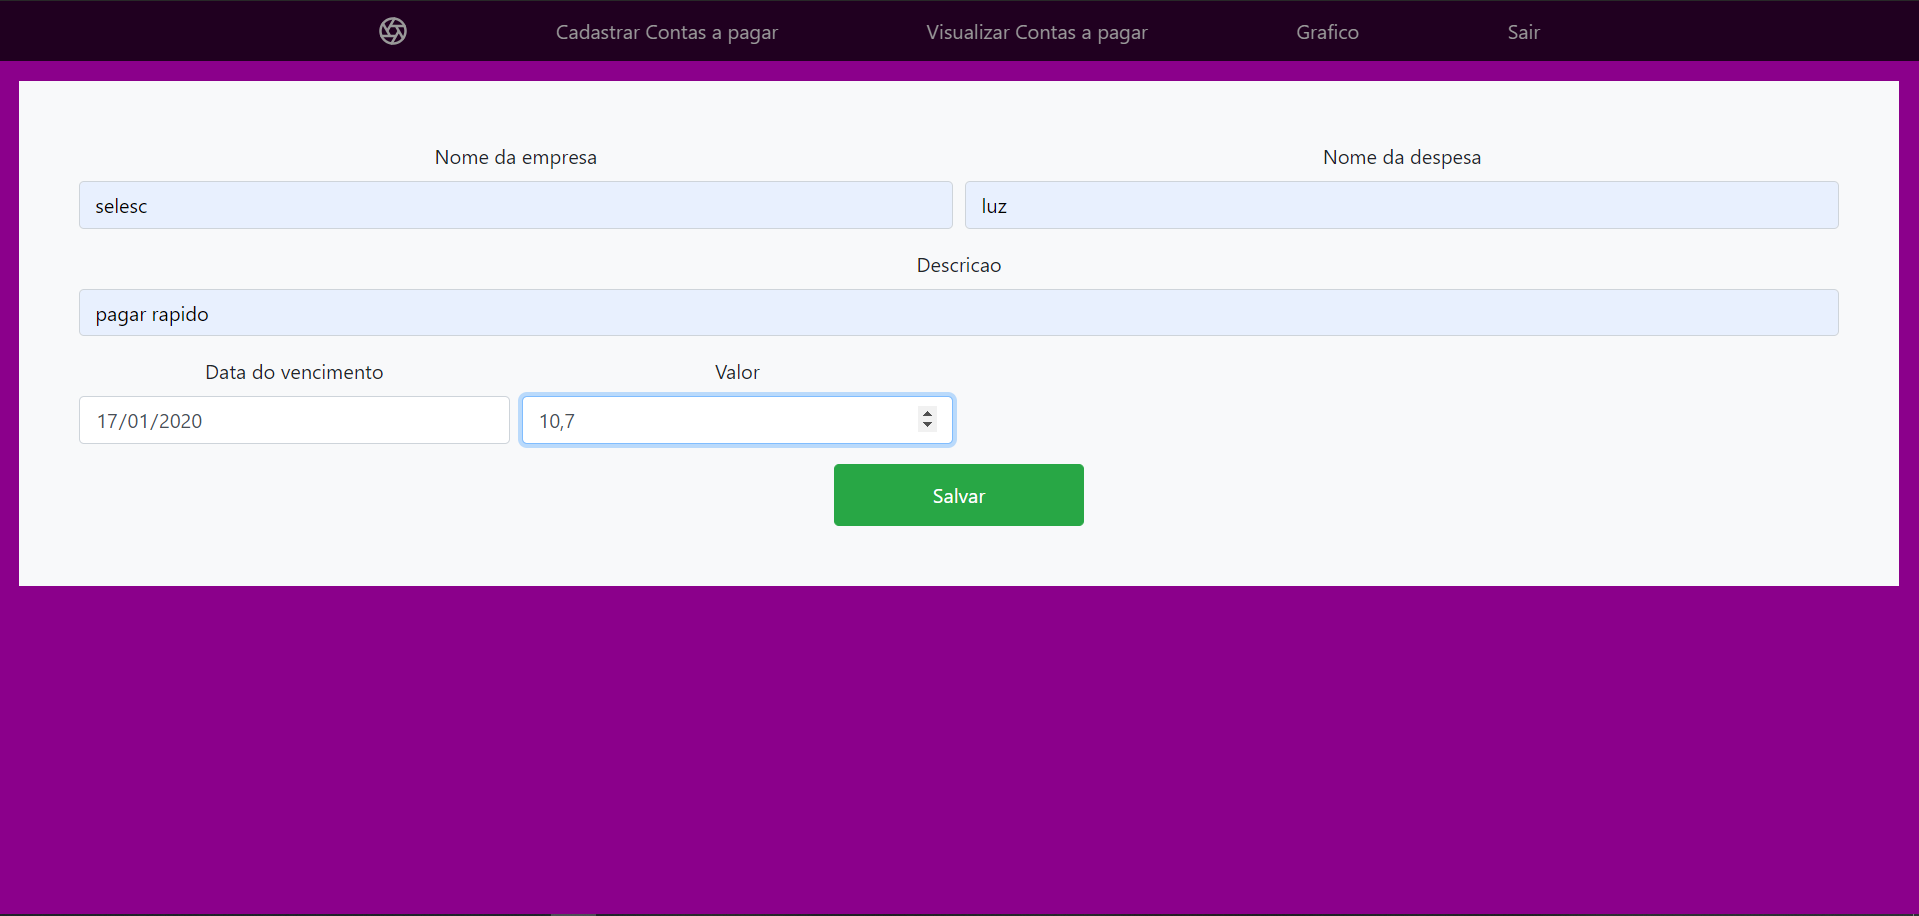 Cadastrar Contas a pagar Visualizar Contas a pagar Grafico Sair
Nome da empresa Nome da despesa
selesc luz
Descricao
pagar rapido
Data do vencimento Valor
17/01/2020 10,7
Salvar